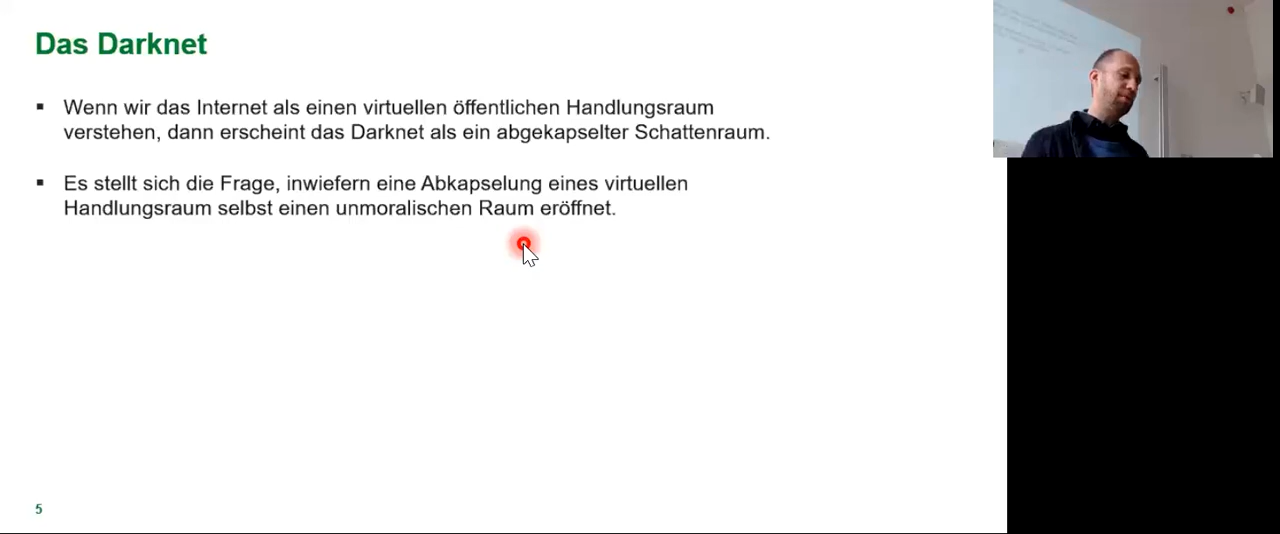 Das Darknet
▪ Wenn wir das Internet als einen virtuellen öffentlichen Handlungsraum
verstehen, dann erscheint das Darknet als ein abgekapselter Schattenraum.
▪ Es stellt sich die Frage, inwiefern eine Abkapselung eines virtuellen
Handlungsraum selbst einen unmoralischen Raum eröffnet.
5